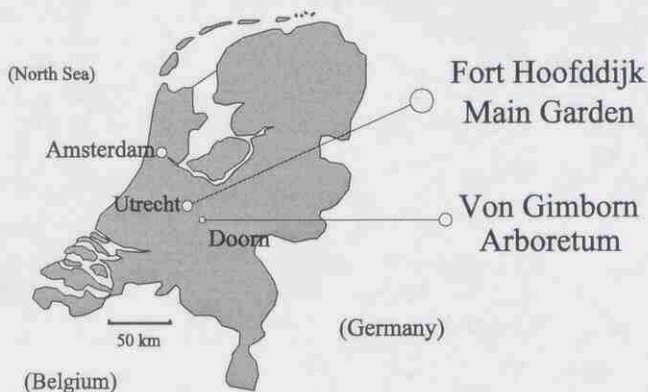 (North Sea)
Fort Hoofddijk
Main Garden
Amsterdam
Utrecht
Doorn
Von Gimborn
Arboretum
50 km
(Germany)
(Belgium)